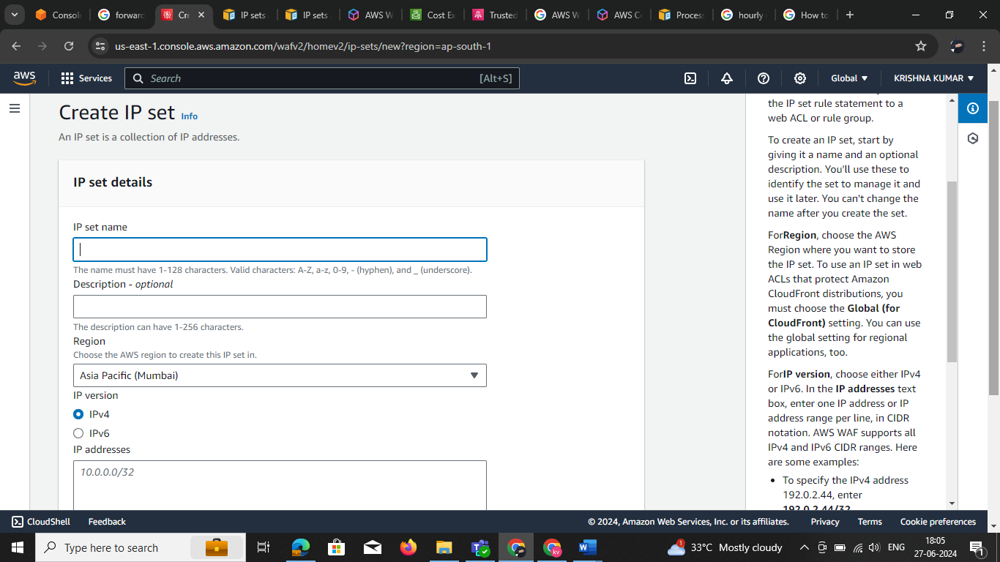 Consol
forward
Cre
IP sets
IP sets
AWS W
Cost Ex
Trusted
AWS W
AWS Co
Process
hourly
How to
us-east-1.console.aws.amazon.com/wafv2/homev2/ip-sets/new?region=ap-south-1
aws
Services
Search
[Alt+S]
Global
KRISHNA KUMAR
Create IP set Info
An IP set is a collection of IP addresses.
IP set details
IP set name
The name must have 1-128 characters. Valid characters: A-Z, a-z, 0-9, - (hyphen), and _ (underscore).
Description - optional
The description can have 1-256 characters.
Region
Choose the AWS region to create this IP set in.
Asia Pacific (Mumbai)
IP version
IPv4
IPv6
IP addresses
10.0.0.0/32
the IP set rule statement to a
web ACL or rule group.
To create an IP set, start by
giving it a name and an optional
description. You'll use these to
identify the set to manage it and
use it later. You can't change the
name after you create the set.
ForRegion, choose the AWS
Region where you want to store
the IP set. To use an IP set in web
ACLs that protect Amazon
CloudFront distributions, you
must choose the Global (for
CloudFront) setting. You can use
the global setting for regional
applications, too.
ForIP version, choose either IPv4
or IPv6. In the IP addresses text
box, enter one IP address or IP
address range per line, in CIDR
notation. AWS WAF supports all
IPv4 and IPv6 CIDR ranges. Here
are some examples:
• To specify the IPv4 address
192.0.2.44, enter
192.0.2.44/32
CloudShell
Feedback
© 2024, Amazon Web Services, Inc. or its affiliates.
Privacy
Terms
Cookie preferences
Type here to search
33°C Mostly cloudy
ENG
18:05
27-06-2024
1